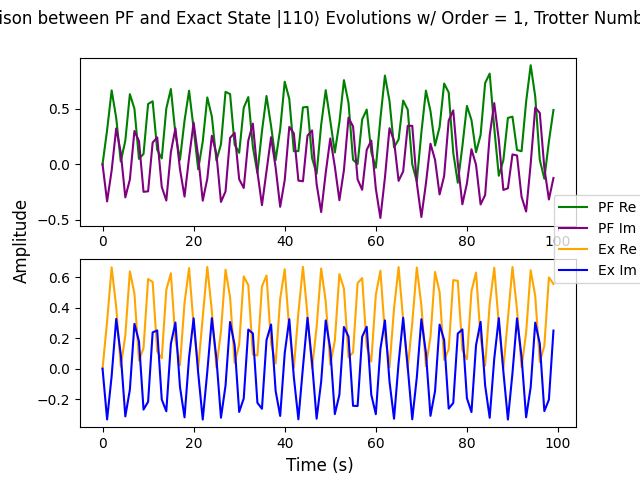 ison between PF and Exact State |110⟩ Evolutions w/ Order = 1, Trotter Numb
0.5
0.0
−0.5
0 20 40 60 80 100
PF Re
PF Im
Ex Re
Ex Im
Amplitude
0.6
0.4
0.2
0.0
−0.2
0 20 40 60 80 100
Time (s)